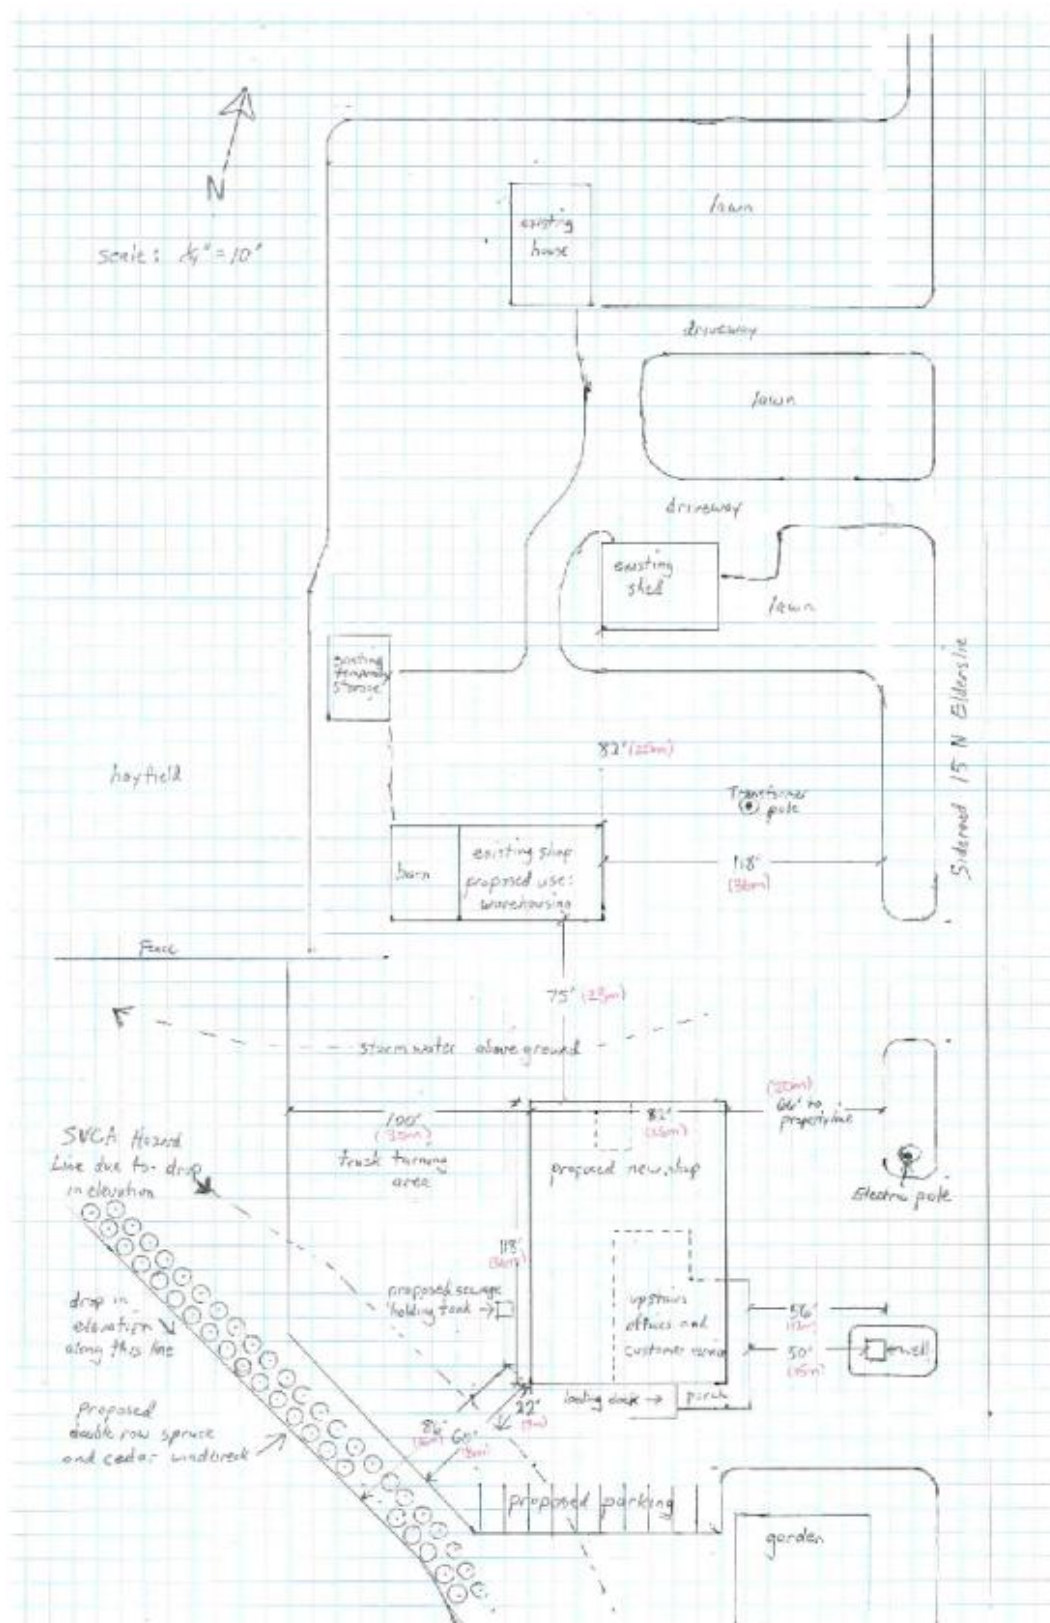 N
scale: ¼" = 10'
existing
house
lawn
driveway
lawn
driveway
existing
shed
lawn
existing
temporary
storage
Sideroad 15 N Elderslie
hayfield
82' (25m)
Transformer
pole
barn
existing shop
proposed use:
warehousing
118'
(36m)
Fence
75' (23m)
storm water above ground
100'
truck turning
area
82'
(25m)
(20m)
66' to
property line
SVCA Hazard
Line due to drop
in elevation
proposed new shop
Electric pole
118'
(36m)
proposed sewage
holding tank
upstairs
offices and
customer service
56'
50'
(15m)
well
drop in
elevation
along this line
loading dock
porch
22'
86'
60'
(18m)
Proposed
double row spruce
and cedar windbreak
proposed parking
garden